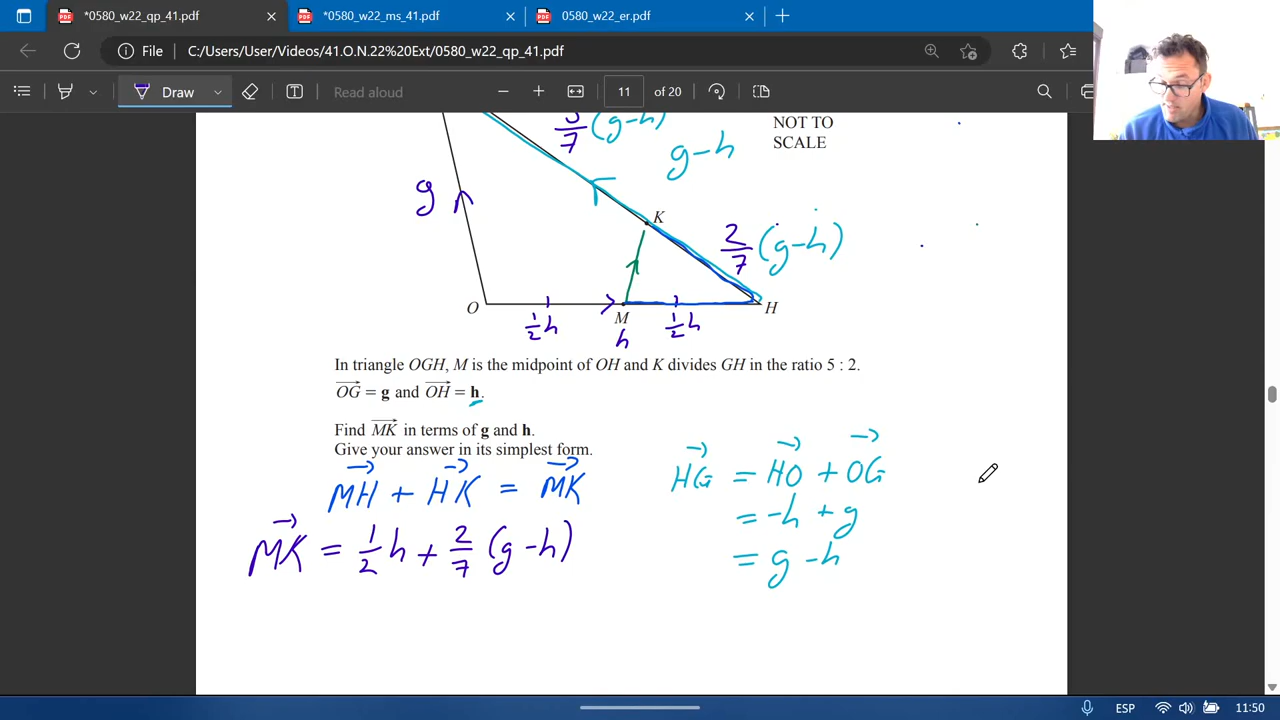 *0580_w22_qp_41.pdf
*0580_w22_ms_41.pdf
0580_w22_er.pdf
File
C:/Users/User/Videos/41.O.N.22%20Ext/0580_w22_qp_41.pdf
Draw
Read aloud
11 of 20
5/7 (g-h)
NOT TO
SCALE
g-h
g
K
2/7 (g-h)
O
M
H
1/2 h
h
1/2 h
In triangle OGH, M is the midpoint of OH and K divides GH in the ratio 5 : 2.
OG = g and OH = h.
Find MK in terms of g and h.
Give your answer in its simplest form.
MH + HK = MK
MK = 1/2 h + 2/7 (g-h)
HG = HO + OG
= -h + g
= g - h
ESP
11:50